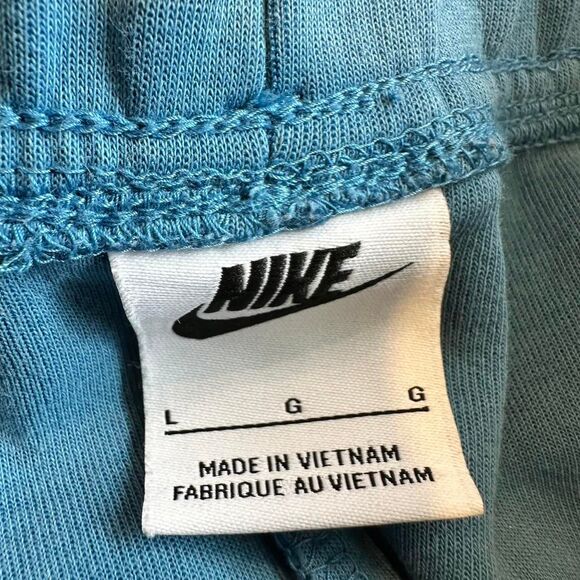 NIKE
L G G
MADE IN VIETNAM
FABRIQUE AU VIETNAM